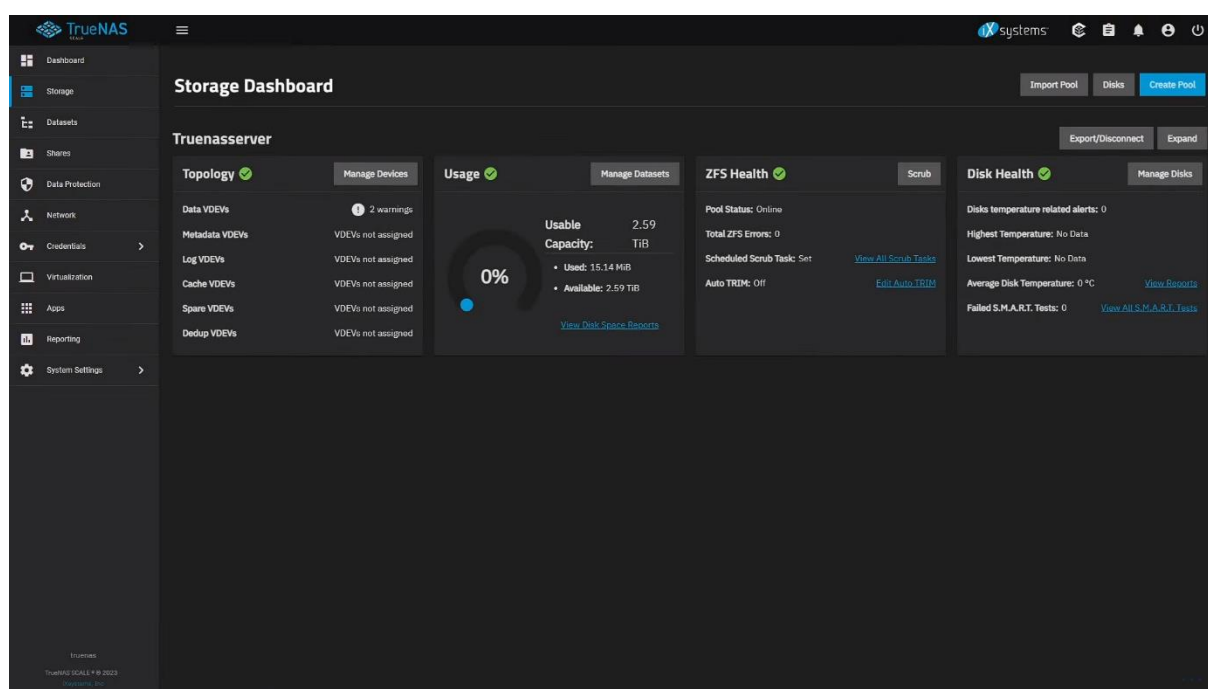 TrueNAS
SCALE
iXsystems
Dashboard
Storage
Datasets
Shares
Data Protection
Network
Credentials
Virtualization
Apps
Reporting
System Settings
truenas
TrueNAS SCALE ® © 2023
iXsystems, Inc
Storage Dashboard
Import Pool
Disks
Create Pool
Truenasserver
Export/Disconnect
Expand
Topology
Manage Devices
Data VDEVs 2 warnings
Metadata VDEVs VDEVs not assigned
Log VDEVs VDEVs not assigned
Cache VDEVs VDEVs not assigned
Spare VDEVs VDEVs not assigned
Dedup VDEVs VDEVs not assigned
Usage
Manage Datasets
0%
Usable 2.59
Capacity: TiB
• Used: 15.14 MiB
• Available: 2.59 TiB
View Disk Space Reports
ZFS Health
Scrub
Pool Status: Online
Total ZFS Errors: 0
Scheduled Scrub Task: Set View All Scrub Tasks
Auto TRIM: Off Edit Auto TRIM
Disk Health
Manage Disks
Disks temperature related alerts: 0
Highest Temperature: No Data
Lowest Temperature: No Data
Average Disk Temperature: 0 °C View Reports
Failed S.M.A.R.T. Tests: 0 View All S.M.A.R.T. Tests